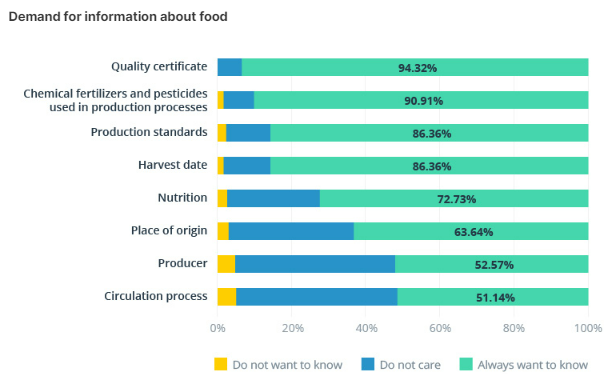 Demand for information about food
Quality certificate
94.32%
Chemical fertilizers and pesticides
used in production processes
90.91%
Production standards
86.36%
Harvest date
86.36%
Nutrition
72.73%
Place of origin
63.64%
Producer
52.57%
Circulation process
51.14%
0% 20% 40% 60% 80% 100%
Do not want to know Do not care Always want to know